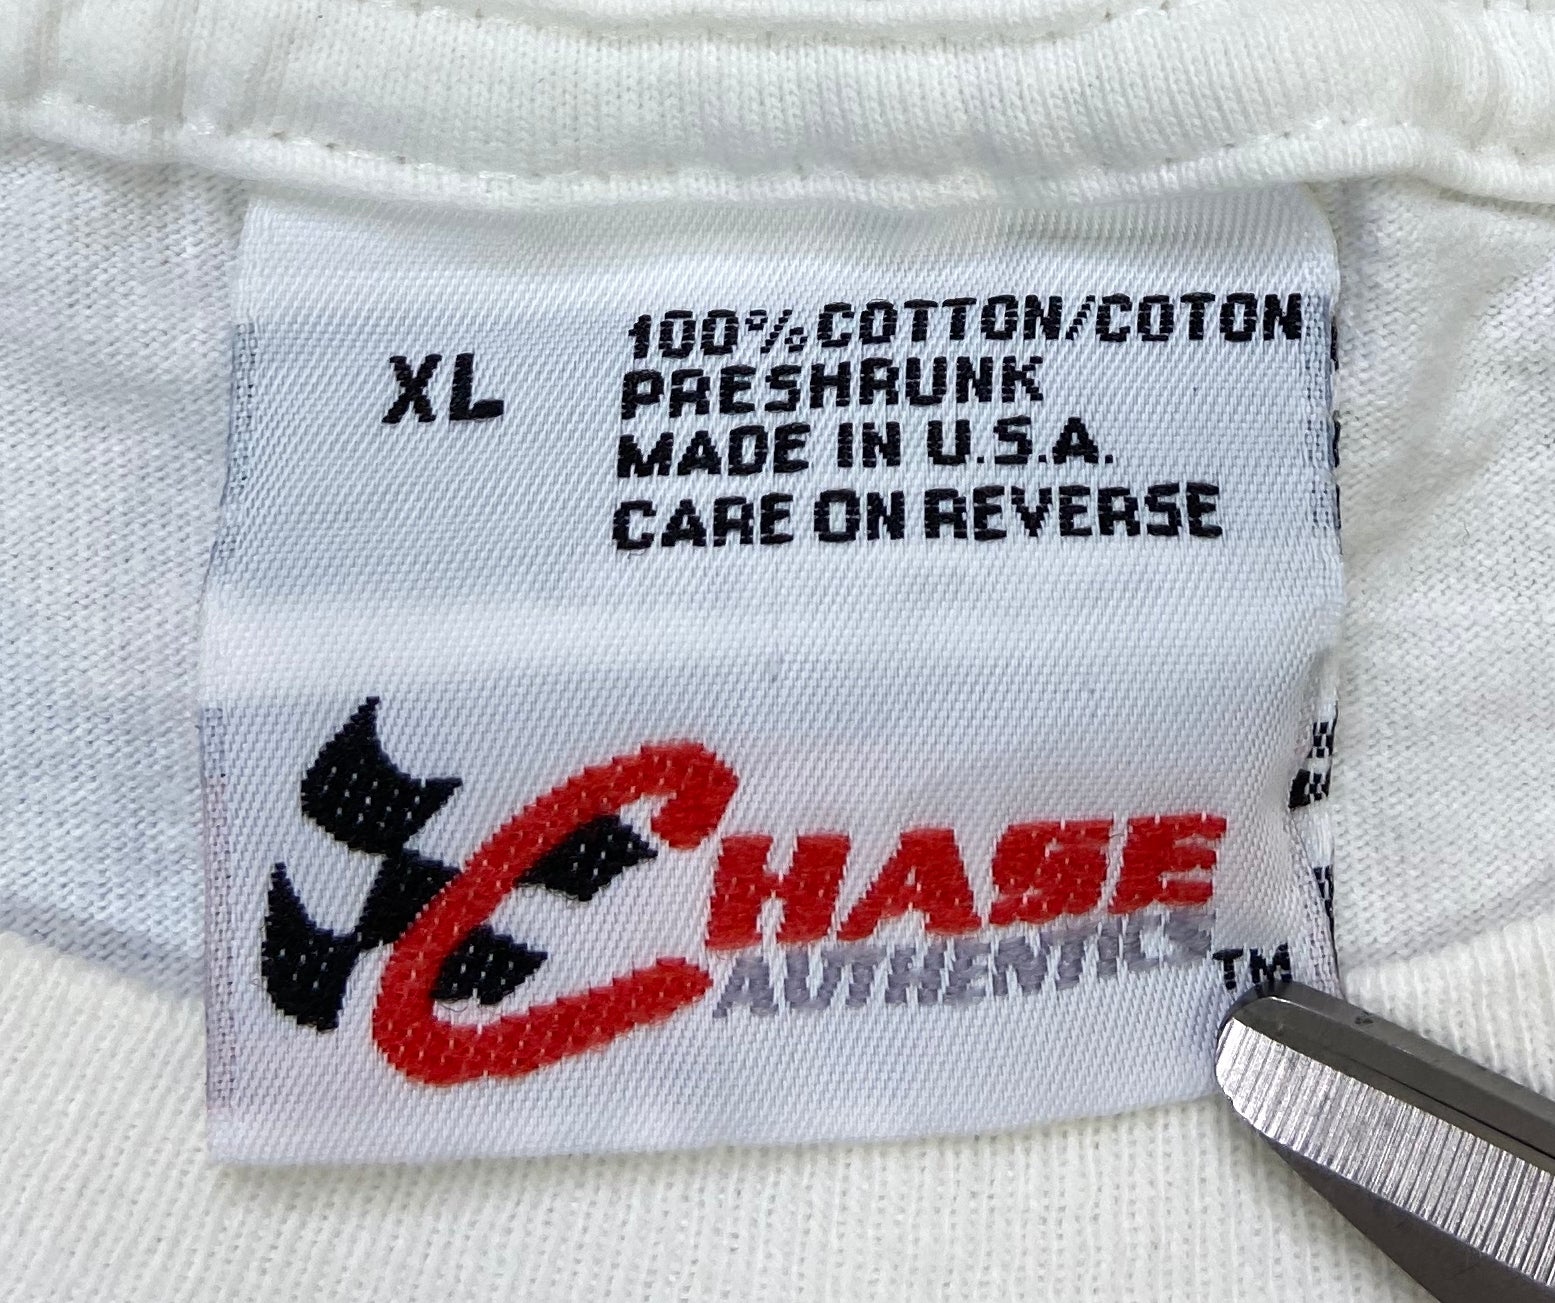 XL
100% COTTON/COTON
PRESHRUNK
MADE IN U.S.A.
CARE ON REVERSE
CHASE
AUTHENTICS
TM